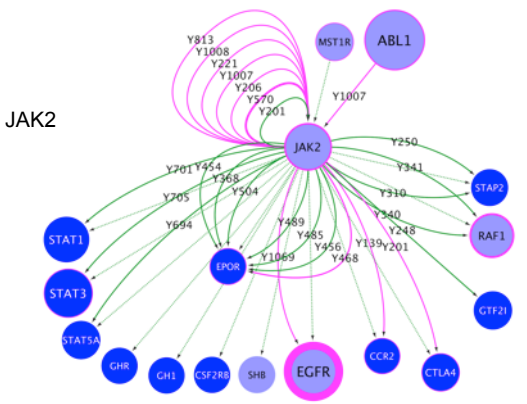 Y813
Y1008
Y221
Y1007
Y206
Y570
Y201
MST1R
ABL1
Y1007
JAK2
JAK2
Y701
Y454
Y368
Y705
Y504
Y694
Y250
Y341
Y310
STAP2
Y340
Y248
RAF1
Y489
Y485
Y456
Y468
Y1069
Y139
Y201
STAT1
EPOR
STAT3
GTF2I
STAT5A
GHR
GH1
CSF2RB
SHB
EGFR
CCR2
CTLA4